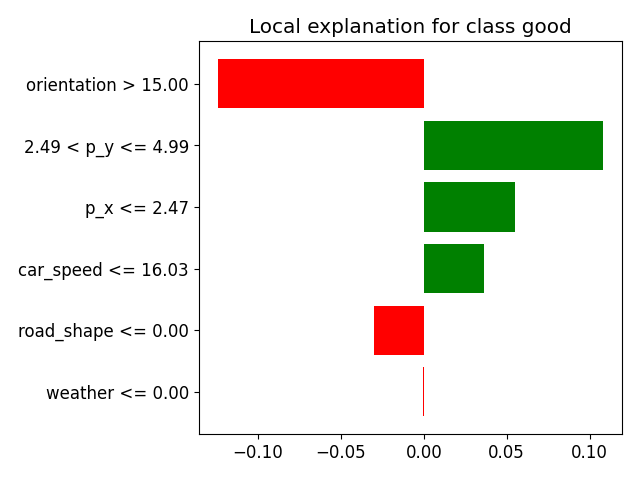 Local explanation for class good
orientation > 15.00
2.49 < p_y <= 4.99
p_x <= 2.47
car_speed <= 16.03
road_shape <= 0.00
weather <= 0.00
−0.10 −0.05 0.00 0.05 0.10